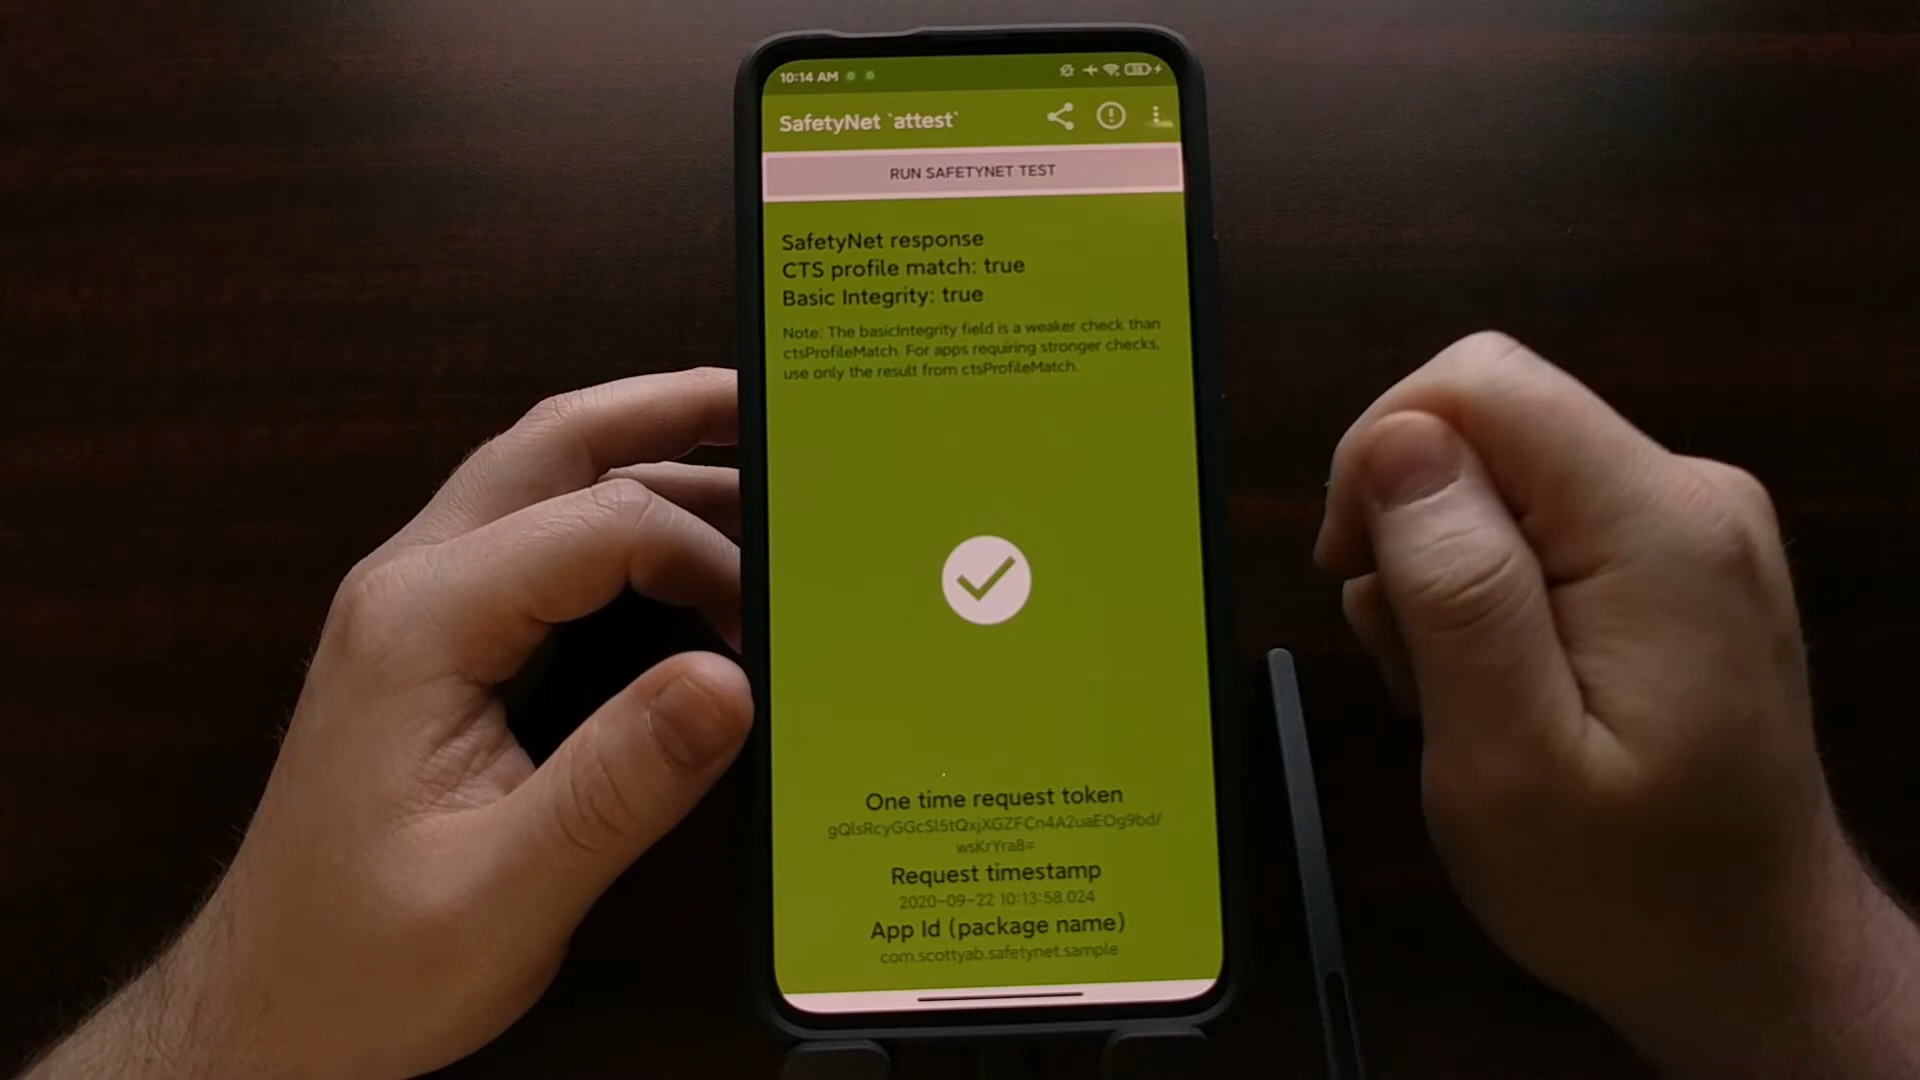 10:14 AM
SafetyNet `attest`
RUN SAFETYNET TEST
SafetyNet response
CTS profile match: true
Basic Integrity: true
Note: The basicIntegrity field is a weaker check than
ctsProfileMatch. For apps requiring stronger checks,
use only the result from ctsProfileMatch.
One time request token
gQlsRcyGGcSl5tQxjXGZFCn4A2uaEOg9bd/
wsKrYra8=
Request timestamp
2020-09-22 10:13:58.024
App Id (package name)
com.scottyab.safetynet.sample